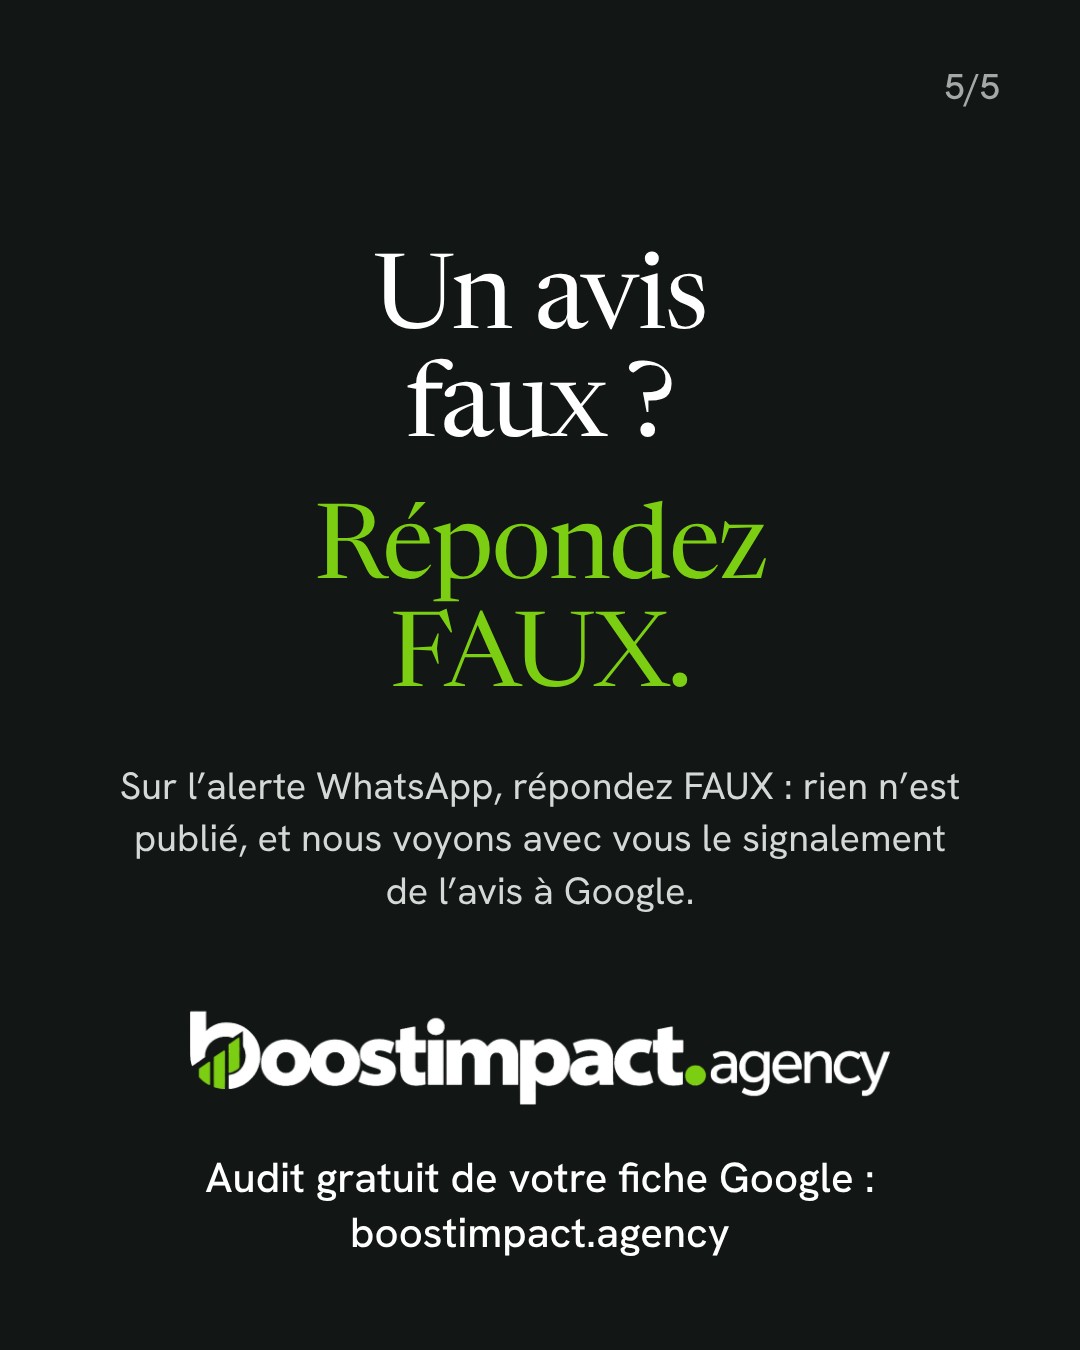 5/5
Un avis
faux ?
Répondez
FAUX.
Sur l’alerte WhatsApp, répondez FAUX : rien n’est
publié, et nous voyons avec vous le signalement
de l’avis à Google.
boostimpact.agency
Audit gratuit de votre fiche Google :
boostimpact.agency